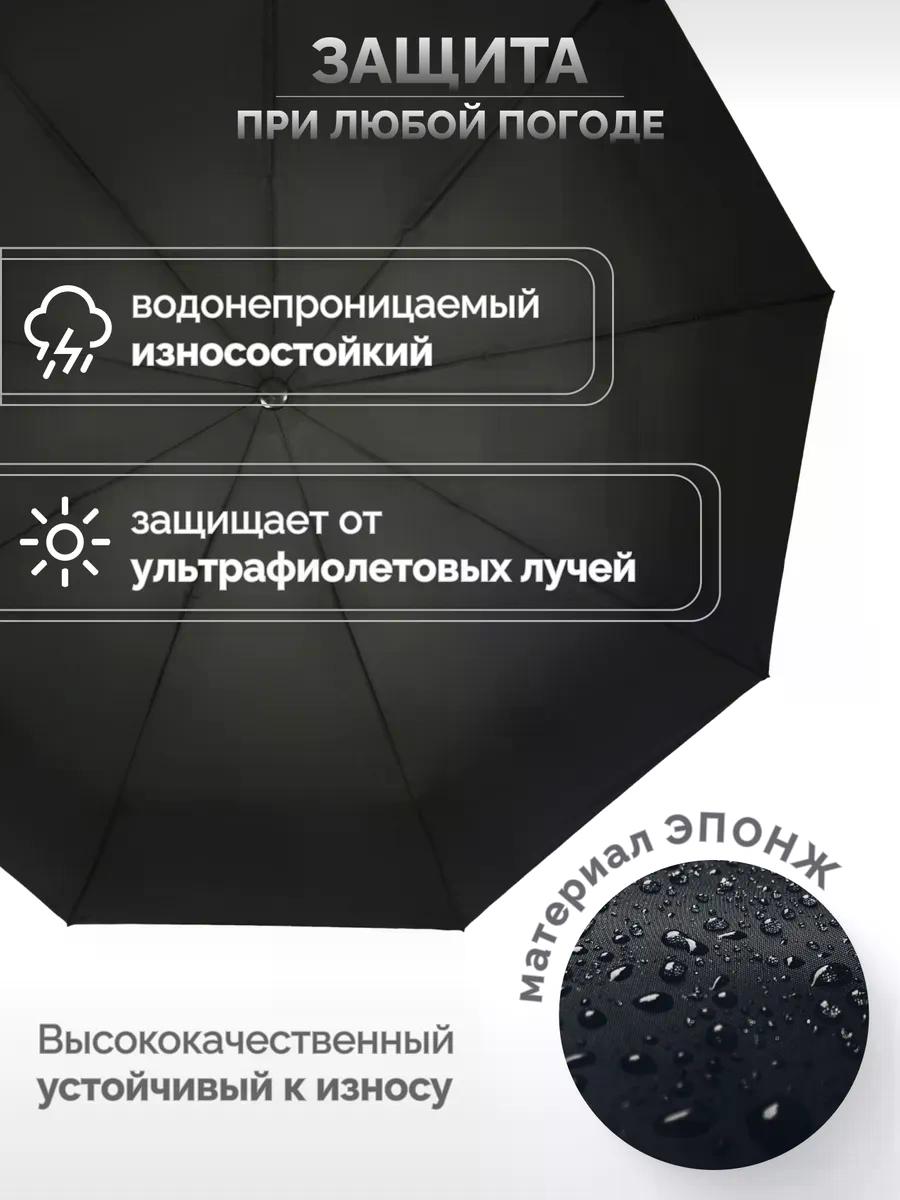 ЗАЩИТА
ПРИ ЛЮБОЙ ПОГОДЕ
водонепроницаемый
износостойкий
защищает от
ультрафиолетовых лучей
материал ЭПОНЖ
Высококачественный
устойчивый к износу